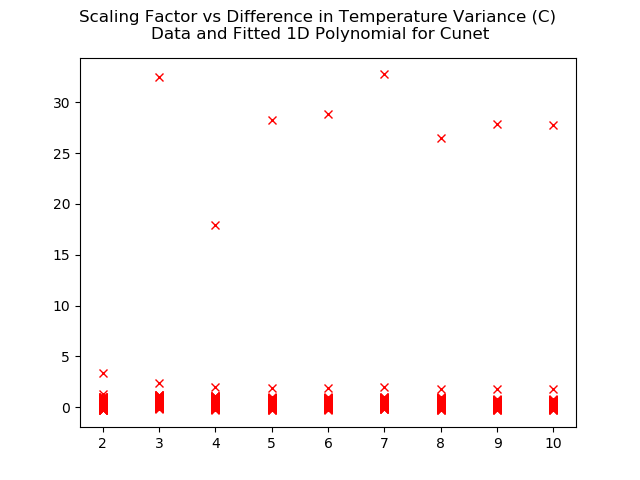 Scaling Factor vs Difference in Temperature Variance (C)
Data and Fitted 1D Polynomial for Cunet
30
25
20
15
10
5
0
2 3 4 5 6 7 8 9 10